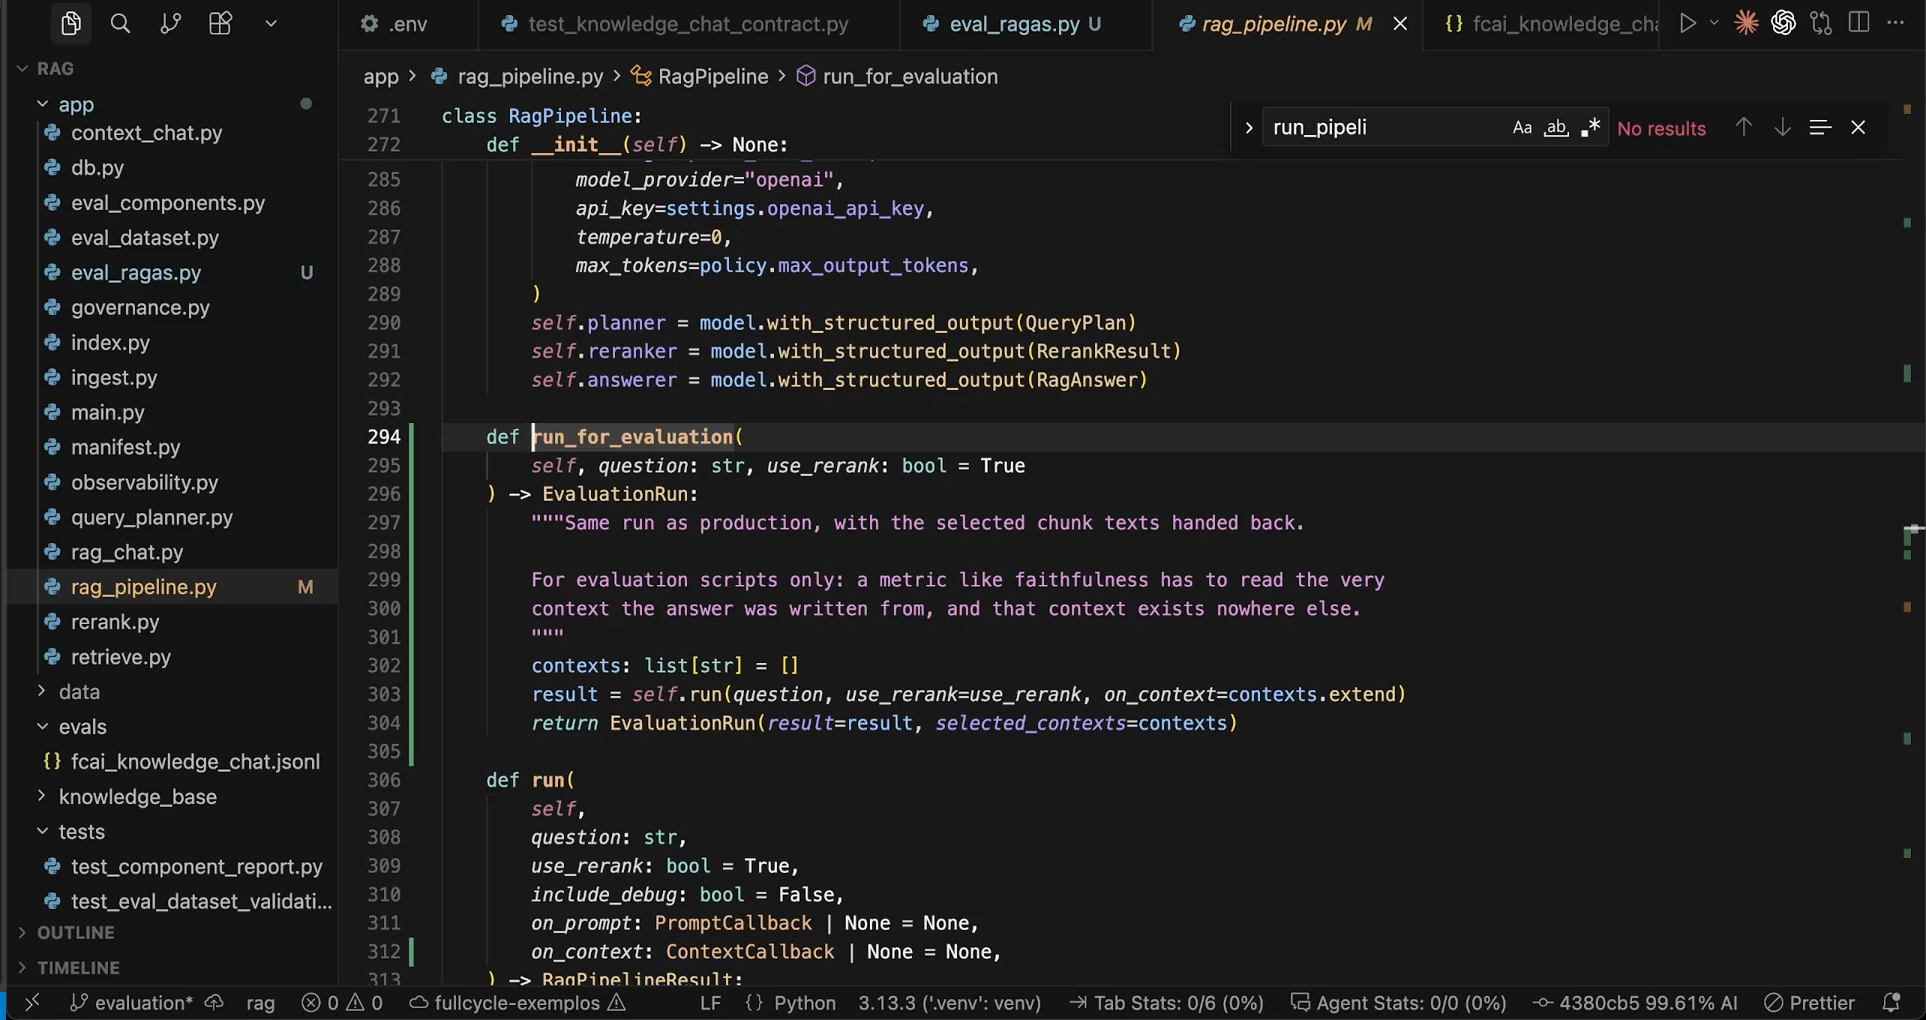 .env
test_knowledge_chat_contract.py
eval_ragas.py U
rag_pipeline.py M
{} fcai_knowledge_cha
RAG
app
context_chat.py
db.py
eval_components.py
eval_dataset.py
eval_ragas.py U
governance.py
index.py
ingest.py
main.py
manifest.py
observability.py
query_planner.py
rag_chat.py
rag_pipeline.py M
rerank.py
retrieve.py
data
evals
{} fcai_knowledge_chat.jsonl
knowledge_base
tests
test_component_report.py
test_eval_dataset_validati...
OUTLINE
TIMELINE
app > rag_pipeline.py > RagPipeline > run_for_evaluation
run_pipeli Aa ab .* No results
271 class RagPipeline:
272 def __init__(self) -> None:
285 model_provider="openai",
286 api_key=settings.openai_api_key,
287 temperature=0,
288 max_tokens=policy.max_output_tokens,
289 )
290 self.planner = model.with_structured_output(QueryPlan)
291 self.reranker = model.with_structured_output(RerankResult)
292 self.answerer = model.with_structured_output(RagAnswer)
293
294 def run_for_evaluation(
295 self, question: str, use_rerank: bool = True
296 ) -> EvaluationRun:
297 """Same run as production, with the selected chunk texts handed back.
298
299 For evaluation scripts only: a metric like faithfulness has to read the very
300 context the answer was written from, and that context exists nowhere else.
301 """
302 contexts: list[str] = []
303 result = self.run(question, use_rerank=use_rerank, on_context=contexts.extend)
304 return EvaluationRun(result=result, selected_contexts=contexts)
305
306 def run(
307 self,
308 question: str,
309 use_rerank: bool = True,
310 include_debug: bool = False,
311 on_prompt: PromptCallback | None = None,
312 on_context: ContextCallback | None = None,
313 ) -> RagPipelineResult:
evaluation* rag 0 0 fullcycle-exemplos LF {} Python 3.13.3 ('.venv': venv) Tab Stats: 0/6 (0%) Agent Stats: 0/0 (0%) 4380cb5 99.61% AI Prettier